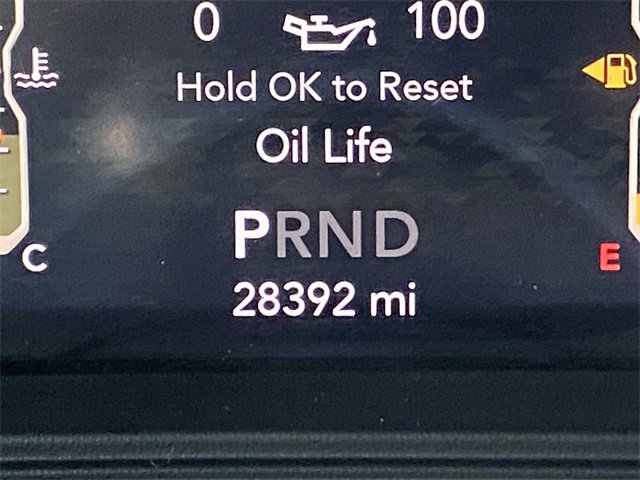 0 100
Hold OK to Reset
Oil Life
PRND
C E
28392 mi